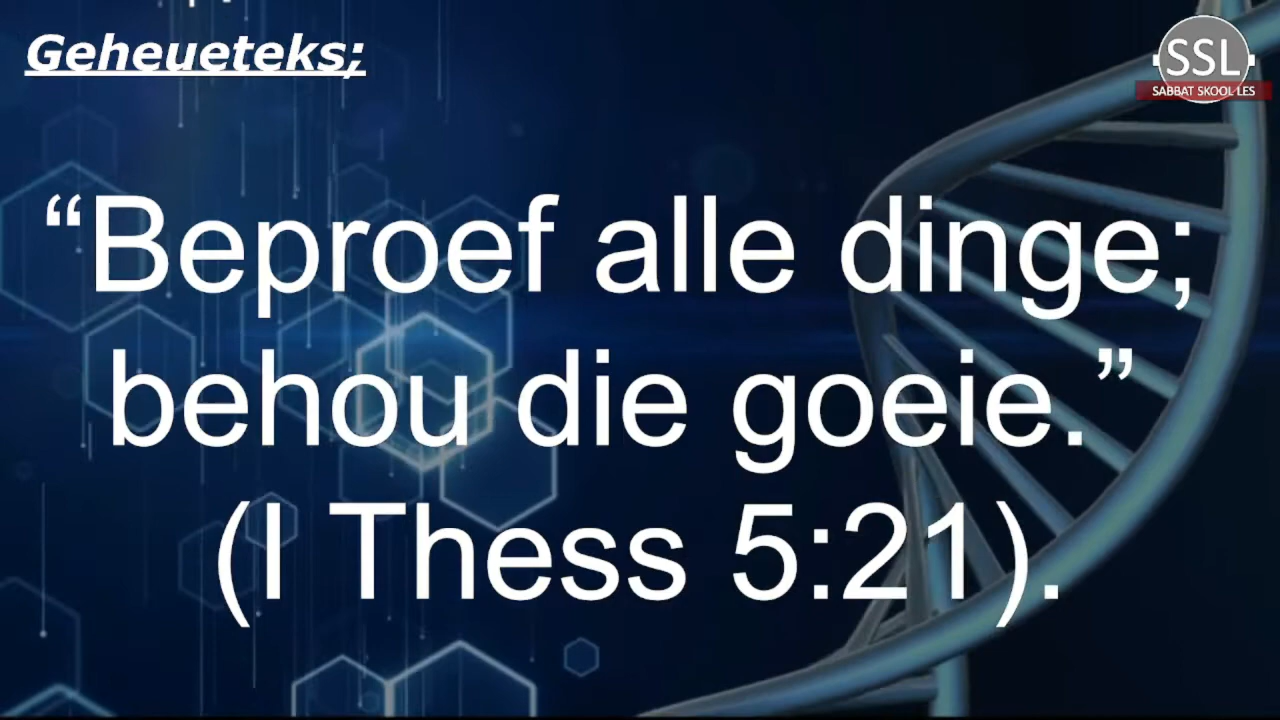 Geheueteks;
SSL
SABBAT SKOOL LES
“Beproef alle dinge;
behou die goeie.”
(I Thess 5:21).